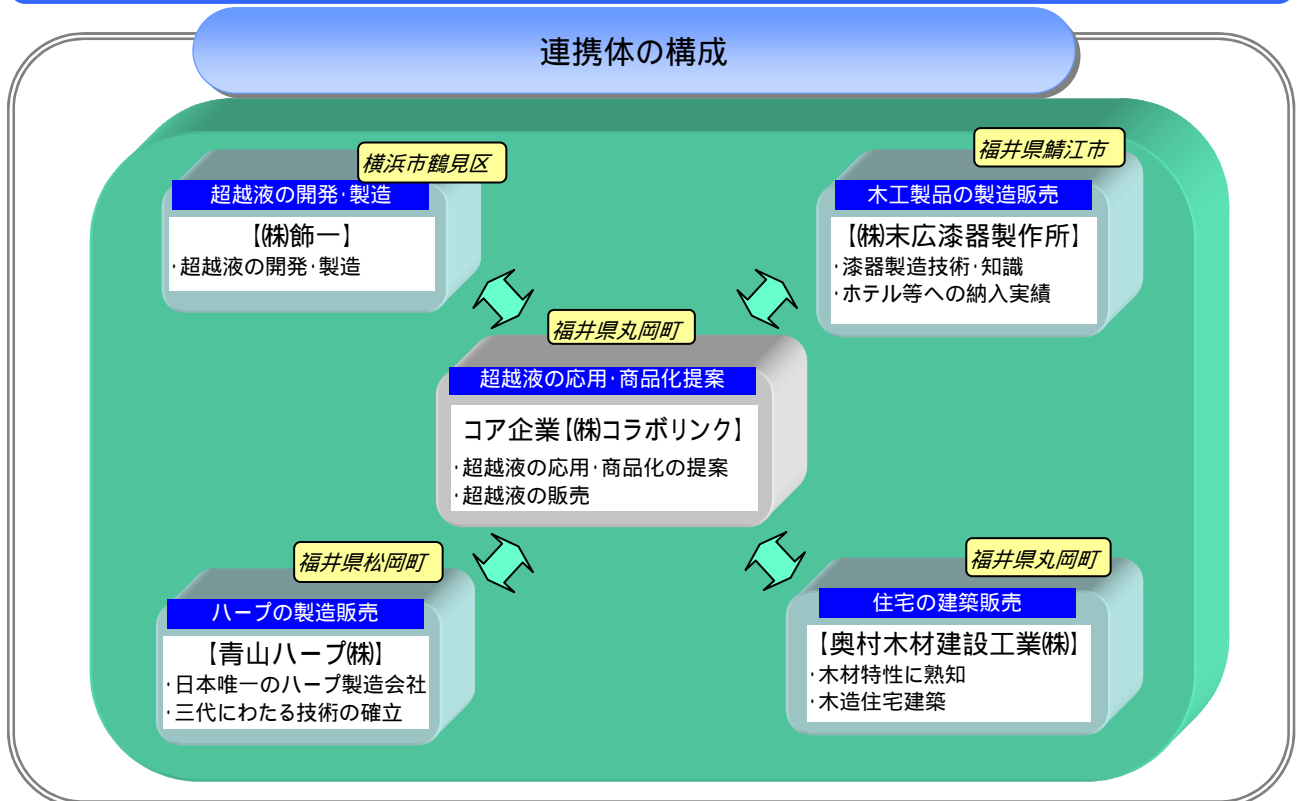 連携体の構成
横浜市鶴見区
超越液の開発・製造
【㈱飾一】
・超越液の開発・製造
福井県鯖江市
木工製品の製造販売
【㈱末広漆器製作所】
・漆器製造技術・知識
・ホテル等への納入実績
福井県丸岡町
超越液の応用・商品化提案
コア企業【㈱コラボリンク】
・超越液の応用・商品化の提案
・超越液の販売
福井県松岡町
ハープの製造販売
【青山ハープ㈱】
・日本唯一のハープ製造会社
・三代にわたる技術の確立
福井県丸岡町
住宅の建築販売
【奥村木材建設工業㈱】
・木材特性に熟知
・木造住宅建築